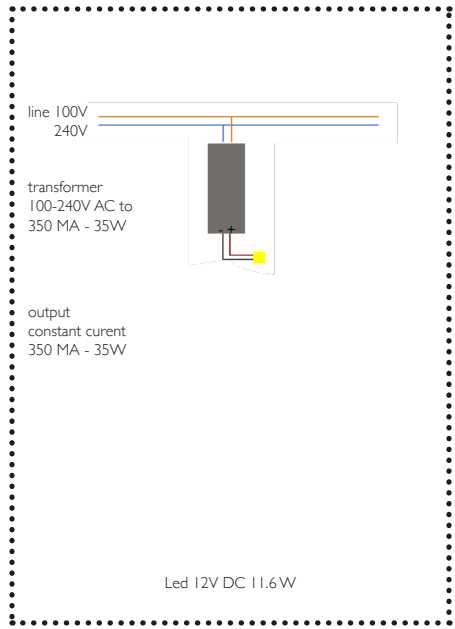 line 100V
240V
transformer
100-240V AC to
350 MA - 35W
- +
output
constant curent
350 MA - 35W
Led 12V DC 11.6 W